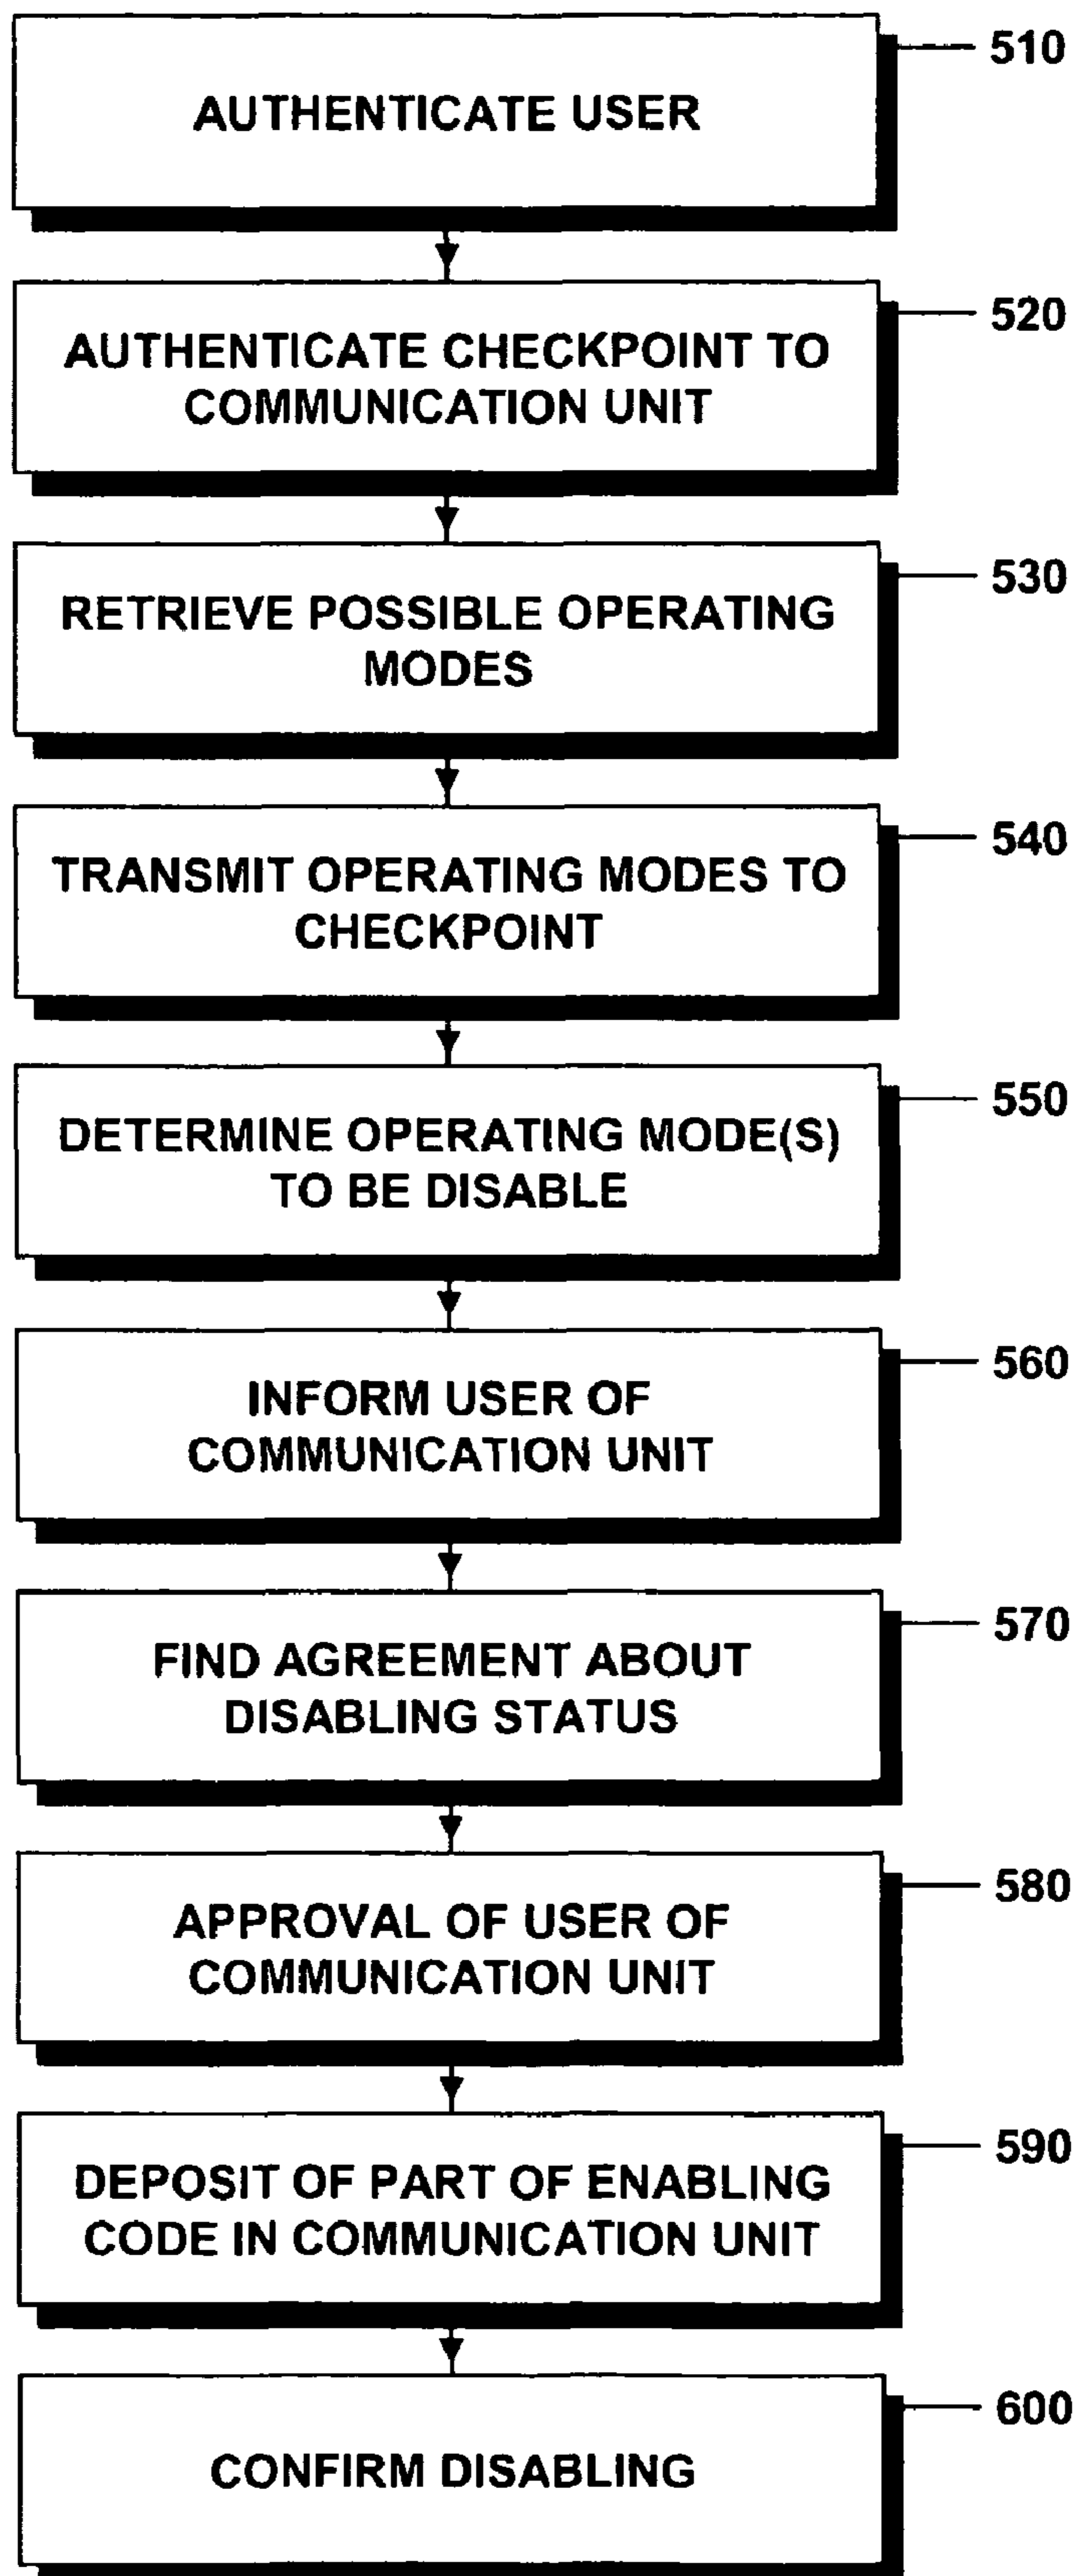 AUTHENTICATE USER
510
AUTHENTICATE CHECKPOINT TO
COMMUNICATION UNIT
520
RETRIEVE POSSIBLE OPERATING
MODES
530
TRANSMIT OPERATING MODES TO
CHECKPOINT
540
DETERMINE OPERATING MODE(S)
TO BE DISABLE
550
INFORM USER OF
COMMUNICATION UNIT
560
FIND AGREEMENT ABOUT
DISABLING STATUS
570
APPROVAL OF USER OF
COMMUNICATION UNIT
580
DEPOSIT OF PART OF ENABLING
CODE IN COMMUNICATION UNIT
590
CONFIRM DISABLING
600